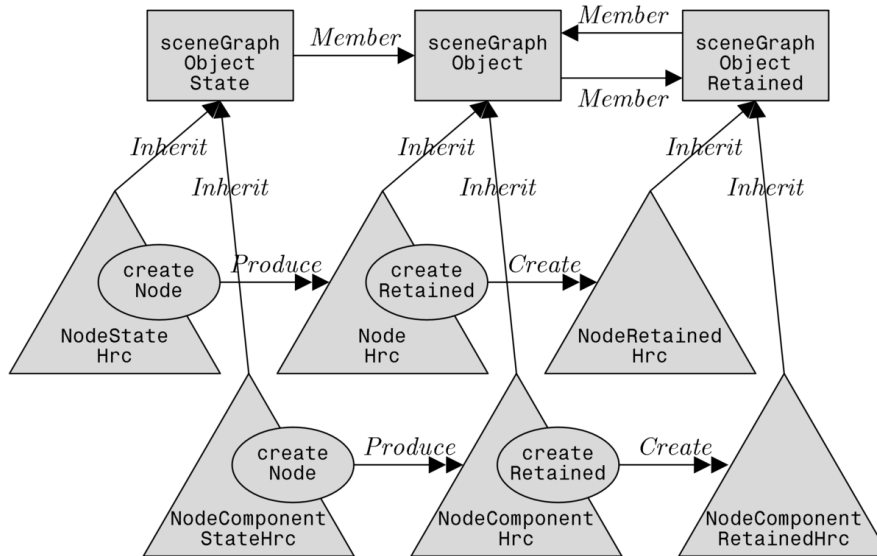 sceneGraph
Object
State
Member
sceneGraph
Object
Member
Member
sceneGraph
Object
Retained
Inherit
Inherit
Inherit
Inherit
Inherit
Inherit
create
Node
Produce
create
Retained
Create
NodeState
Hrc
Node
Hrc
NodeRetained
Hrc
create
Node
Produce
create
Retained
Create
NodeComponent
StateHrc
NodeComponent
Hrc
NodeComponent
RetainedHrc